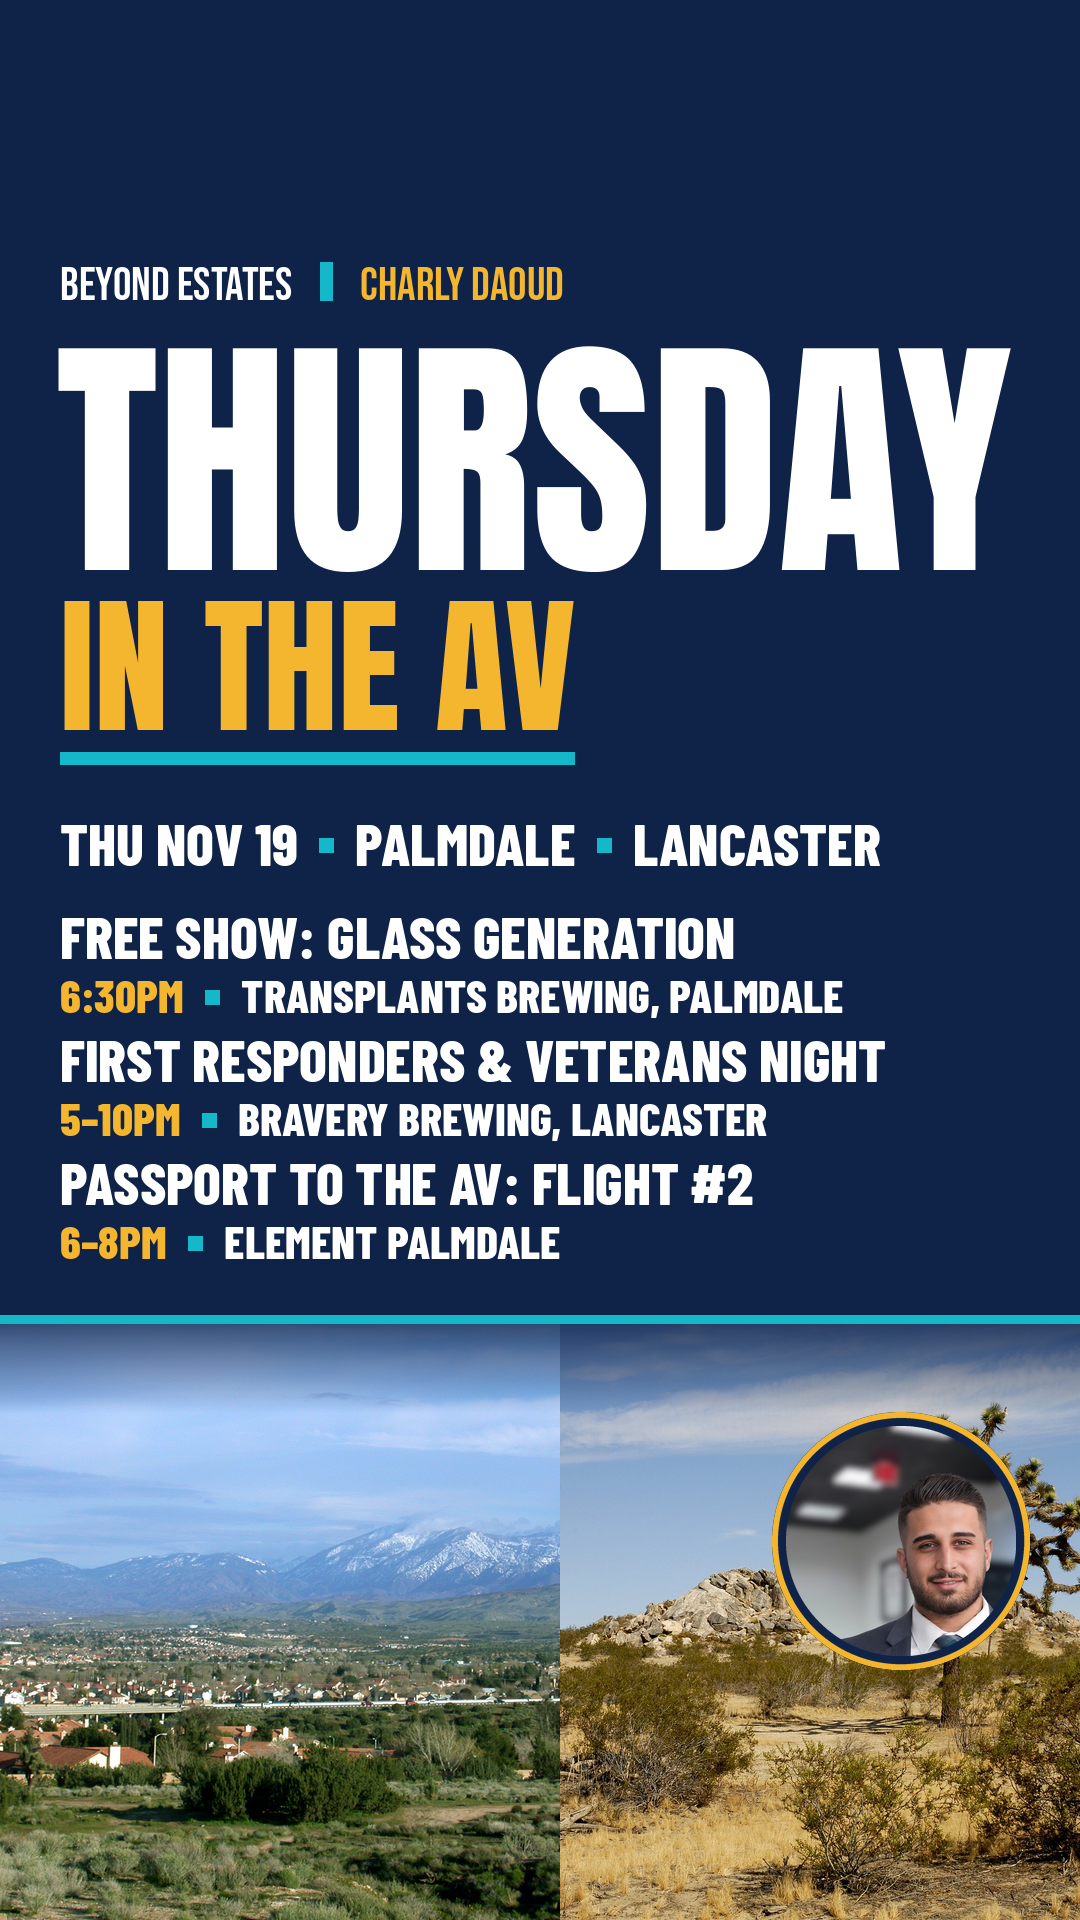 BEYOND ESTATES CHARLY DAOUD
THURSDAY
IN THE AV
THU NOV 19 ▪ PALMDALE ▪ LANCASTER
FREE SHOW: GLASS GENERATION
6:30PM ▪ TRANSPLANTS BREWING, PALMDALE
FIRST RESPONDERS & VETERANS NIGHT
5–10PM ▪ BRAVERY BREWING, LANCASTER
PASSPORT TO THE AV: FLIGHT #2
6–8PM ▪ ELEMENT PALMDALE